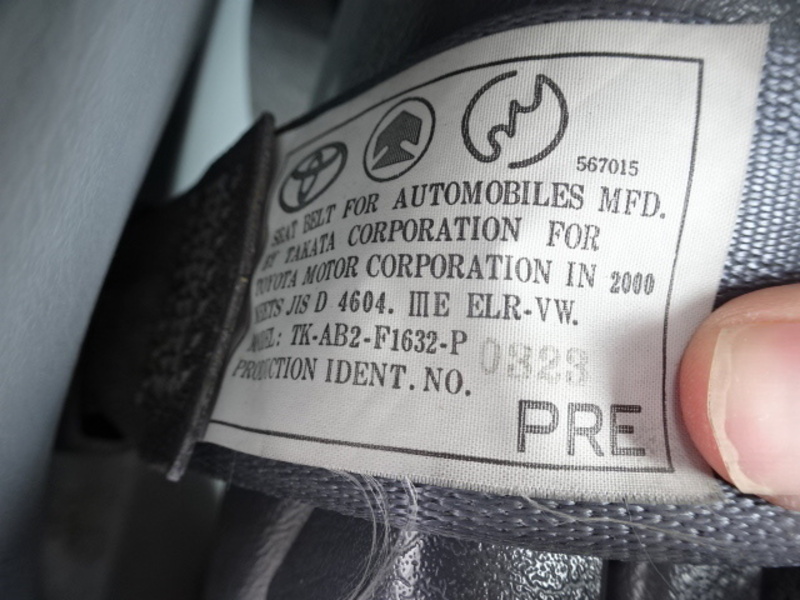 567015
SEAT BELT FOR AUTOMOBILES MFD.
BY TAKATA CORPORATION FOR
TOYOTA MOTOR CORPORATION IN 2000
MEETS JIS D 4604. IIIE ELR-VW.
MODEL: TK-AB2-F1632-P
PRODUCTION IDENT. NO. 0323
PRE